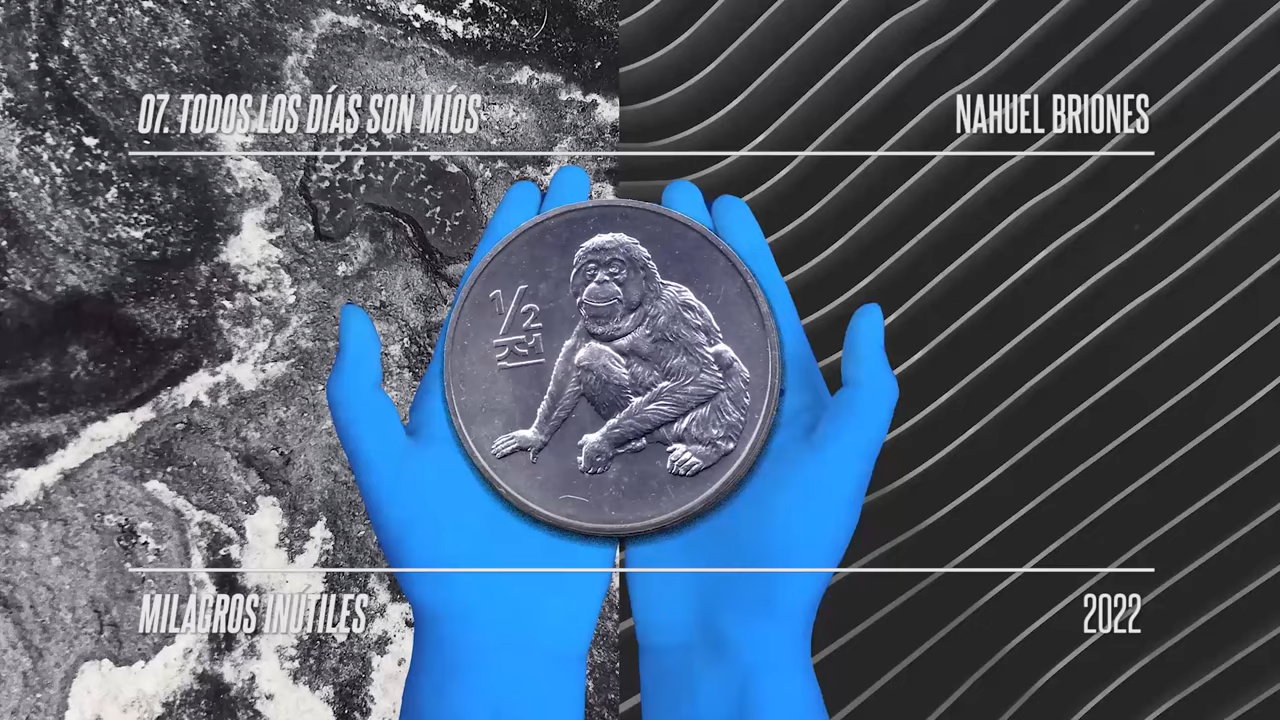 07. TODOS LOS DÍAS SON MÍOS
NAHUEL BRIONES
1/2
전
MILAGROS INÚTILES
2022